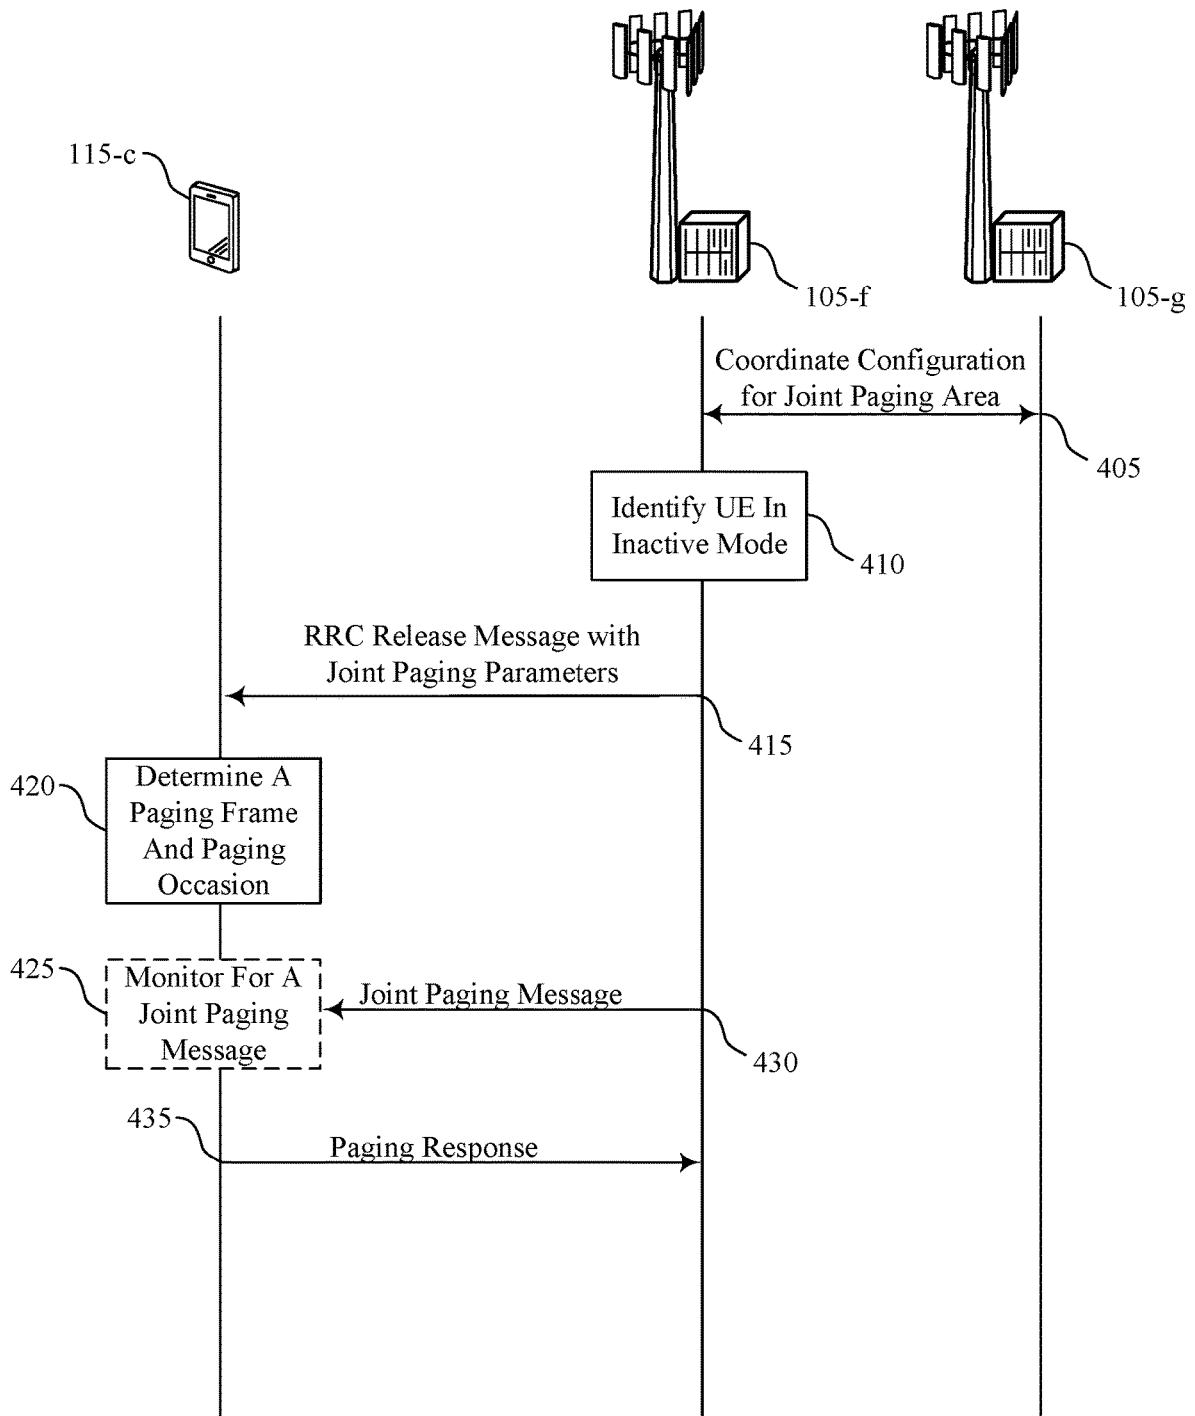 115-c
105-f
105-g
Coordinate Configuration
for Joint Paging Area
405
Identify UE In
Inactive Mode
410
RRC Release Message with
Joint Paging Parameters
415
420
Determine A
Paging Frame
And Paging
Occasion
425
Monitor For A
Joint Paging
Message
Joint Paging Message
430
435
Paging Response